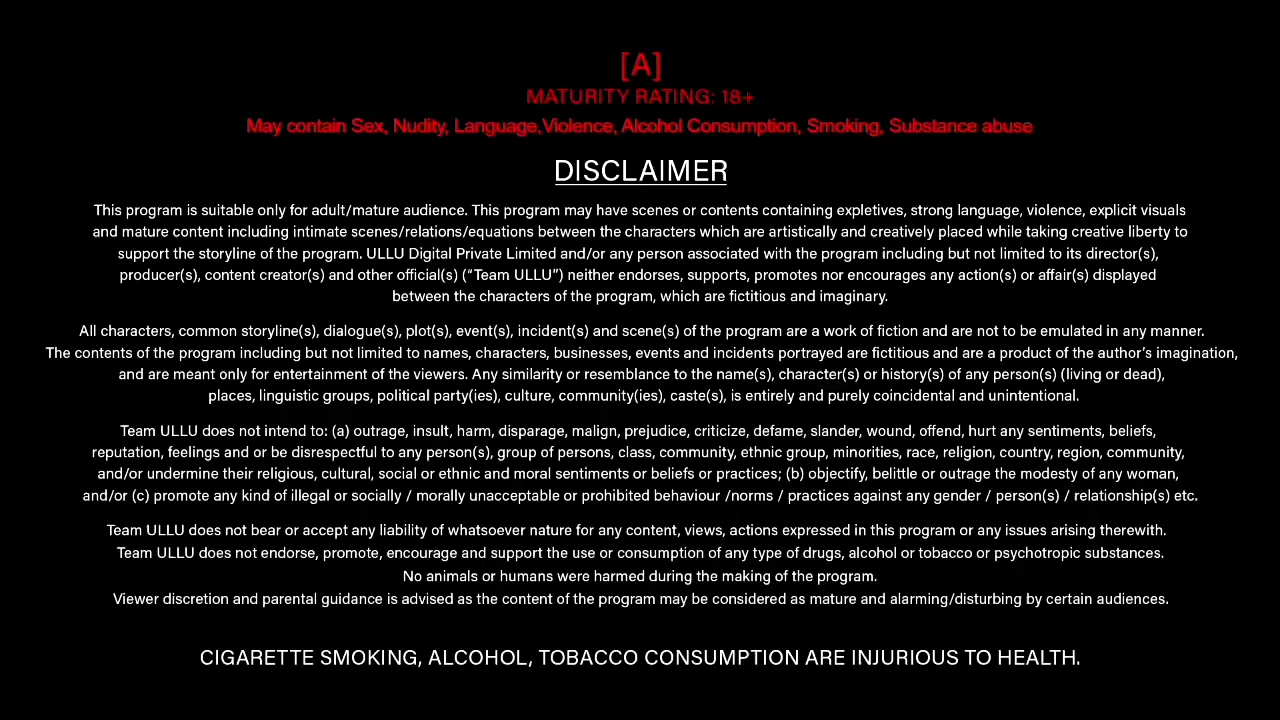 [A]
MATURITY RATING: 18+
May contain Sex, Nudity, Language,Violence, Alcohol Consumption, Smoking, Substance abuse
DISCLAIMER
This program is suitable only for adult/mature audience. This program may have scenes or contents containing expletives, strong language, violence, explicit visuals
and mature content including intimate scenes/relations/equations between the characters which are artistically and creatively placed while taking creative liberty to
support the storyline of the program. ULLU Digital Private Limited and/or any person associated with the program including but not limited to its director(s),
producer(s), content creator(s) and other official(s) (“Team ULLU”) neither endorses, supports, promotes nor encourages any action(s) or affair(s) displayed
between the characters of the program, which are fictitious and imaginary.
All characters, common storyline(s), dialogue(s), plot(s), event(s), incident(s) and scene(s) of the program are a work of fiction and are not to be emulated in any manner.
The contents of the program including but not limited to names, characters, businesses, events and incidents portrayed are fictitious and are a product of the author’s imagination,
and are meant only for entertainment of the viewers. Any similarity or resemblance to the name(s), character(s) or history(s) of any person(s) (living or dead),
places, linguistic groups, political party(ies), culture, community(ies), caste(s), is entirely and purely coincidental and unintentional.
Team ULLU does not intend to: (a) outrage, insult, harm, disparage, malign, prejudice, criticize, defame, slander, wound, offend, hurt any sentiments, beliefs,
reputation, feelings and or be disrespectful to any person(s), group of persons, class, community, ethnic group, minorities, race, religion, country, region, community,
and/or undermine their religious, cultural, social or ethnic and moral sentiments or beliefs or practices; (b) objectify, belittle or outrage the modesty of any woman,
and/or (c) promote any kind of illegal or socially / morally unacceptable or prohibited behaviour /norms / practices against any gender / person(s) / relationship(s) etc.
Team ULLU does not bear or accept any liability of whatsoever nature for any content, views, actions expressed in this program or any issues arising therewith.
Team ULLU does not endorse, promote, encourage and support the use or consumption of any type of drugs, alcohol or tobacco or psychotropic substances.
No animals or humans were harmed during the making of the program.
Viewer discretion and parental guidance is advised as the content of the program may be considered as mature and alarming/disturbing by certain audiences.
CIGARETTE SMOKING, ALCOHOL, TOBACCO CONSUMPTION ARE INJURIOUS TO HEALTH.